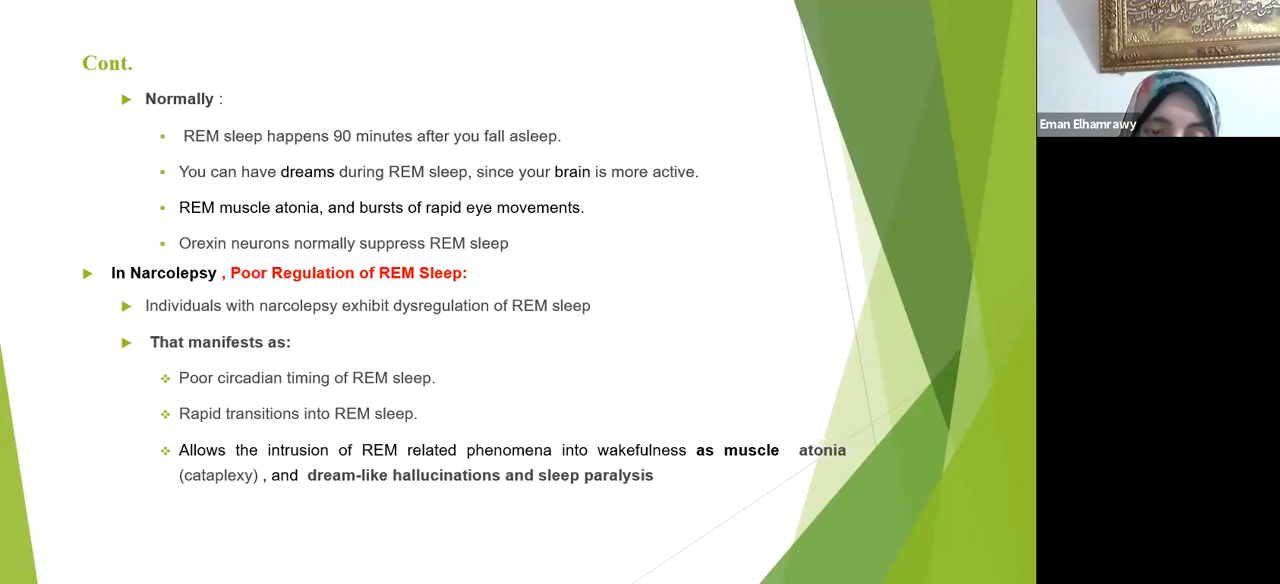 Cont.
Normally :
REM sleep happens 90 minutes after you fall asleep.
You can have dreams during REM sleep, since your brain is more active.
REM muscle atonia, and bursts of rapid eye movements.
Orexin neurons normally suppress REM sleep
In Narcolepsy , Poor Regulation of REM Sleep:
Individuals with narcolepsy exhibit dysregulation of REM sleep
That manifests as:
Poor circadian timing of REM sleep.
Rapid transitions into REM sleep.
Allows the intrusion of REM related phenomena into wakefulness as muscle atonia
(cataplexy) , and dream-like hallucinations and sleep paralysis
Eman Elhamrawy